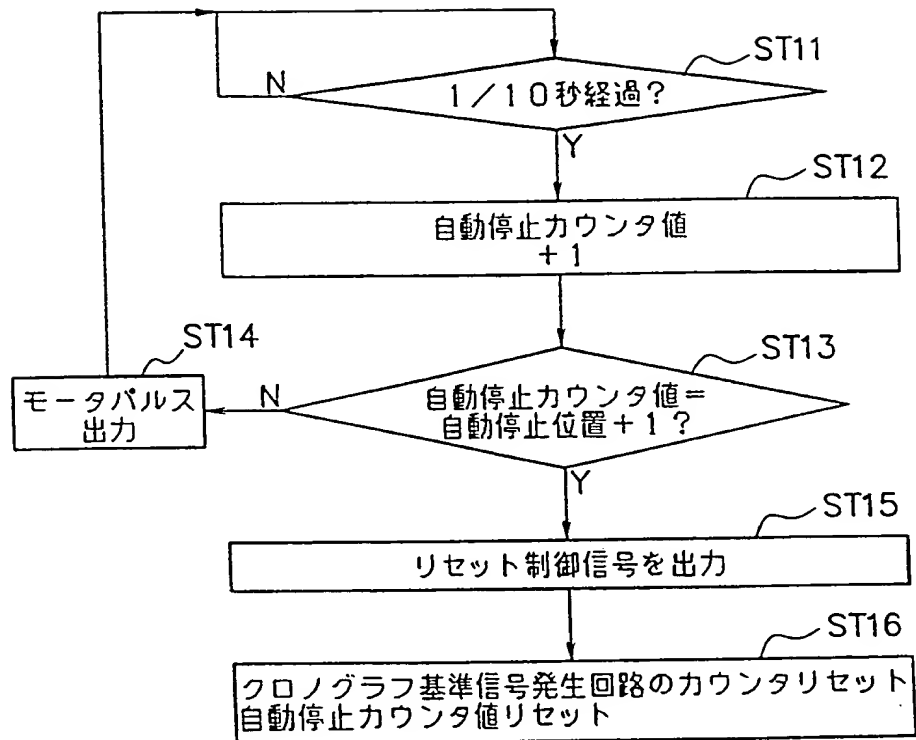 ST11
N
1/10秒経過?
Y
ST12
自動停止カウンタ値
+1
ST14
ST13
モータパルス
出力
N
自動停止カウンタ値=
自動停止位置+1?
Y
ST15
リセット制御信号を出力
ST16
クロノグラフ基準信号発生回路のカウンタリセット
自動停止カウンタ値リセット